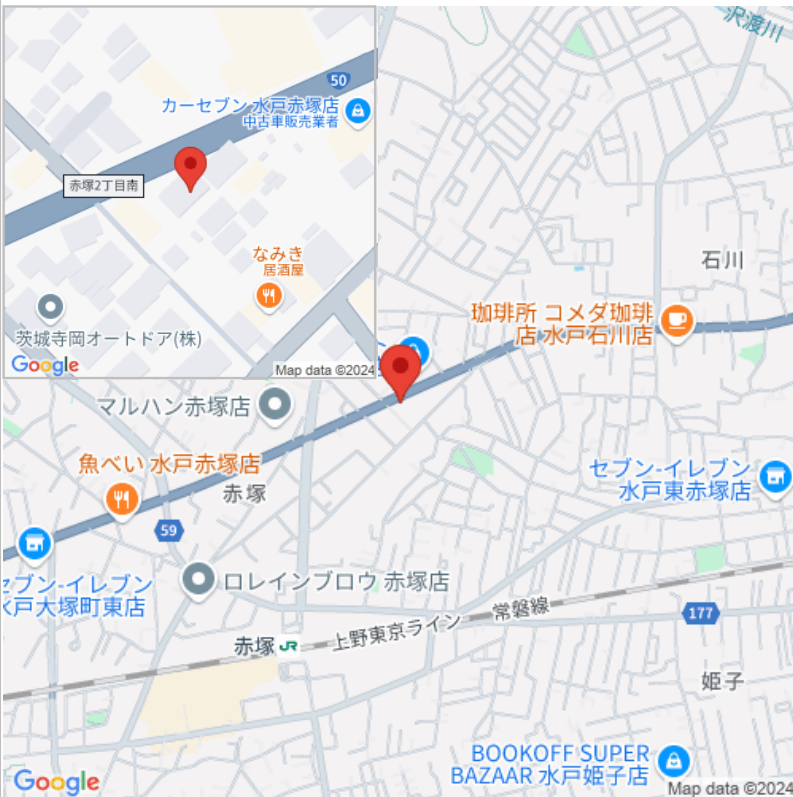 50
カーセブン 水戸赤塚店
中古車販売業者
赤塚2丁目南
なみき
居酒屋
茨城寺岡オートドア(株)
Google
Map data ©2024
沢渡川
石川
珈琲所 コメダ珈琲
店 水戸石川店
マルハン赤塚店
魚べい 水戸赤塚店
赤塚
セブン-イレブン
水戸東赤塚店
59
セブン-イレブン
水戸大塚町東店
ロレインブロウ 赤塚店
常磐線
上野東京ライン
177
赤塚 JR
姫子
BOOKOFF SUPER
BAZAAR 水戸姫子店
Google
Map data ©2024